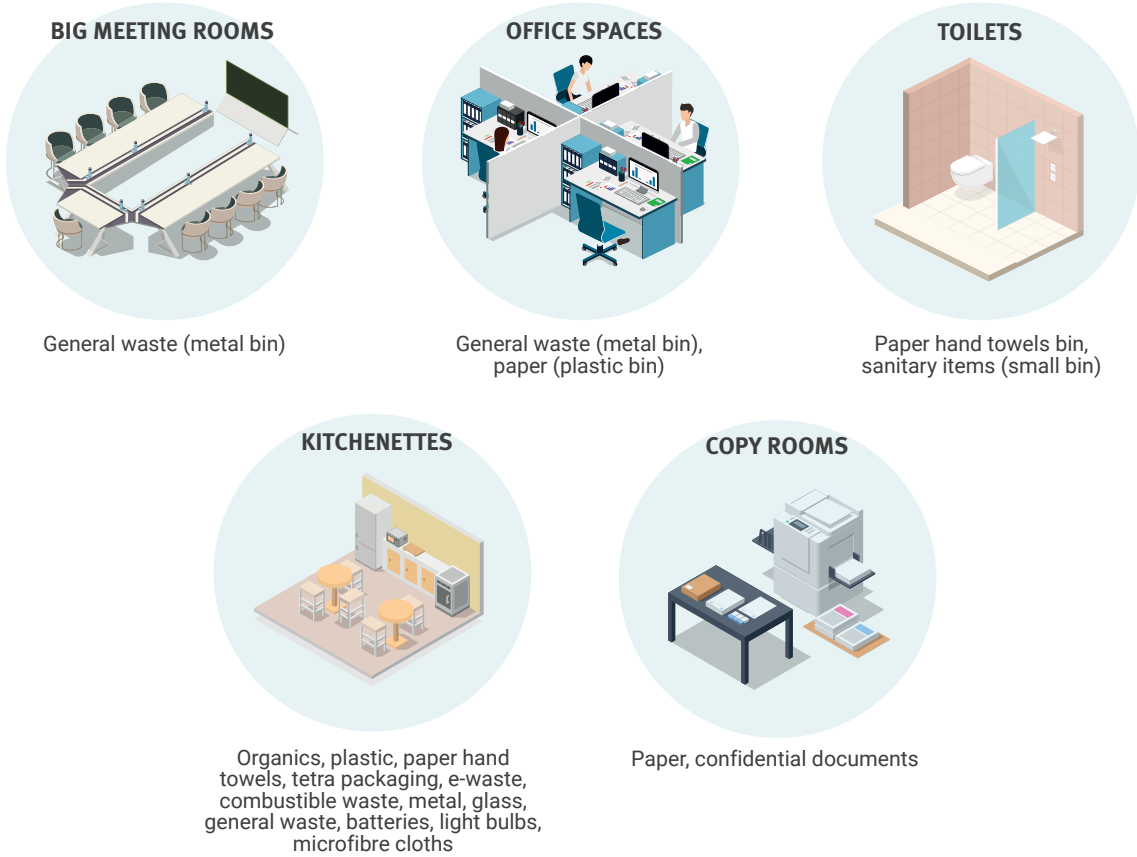 BIG MEETING ROOMS
General waste (metal bin)
OFFICE SPACES
General waste (metal bin),
paper (plastic bin)
TOILETS
Paper hand towels bin,
sanitary items (small bin)
KITCHENETTES
Organics, plastic, paper hand
towels, tetra packaging, e-waste,
combustible waste, metal, glass,
general waste, batteries, light bulbs,
microfibre cloths
COPY ROOMS
Paper, confidential documents